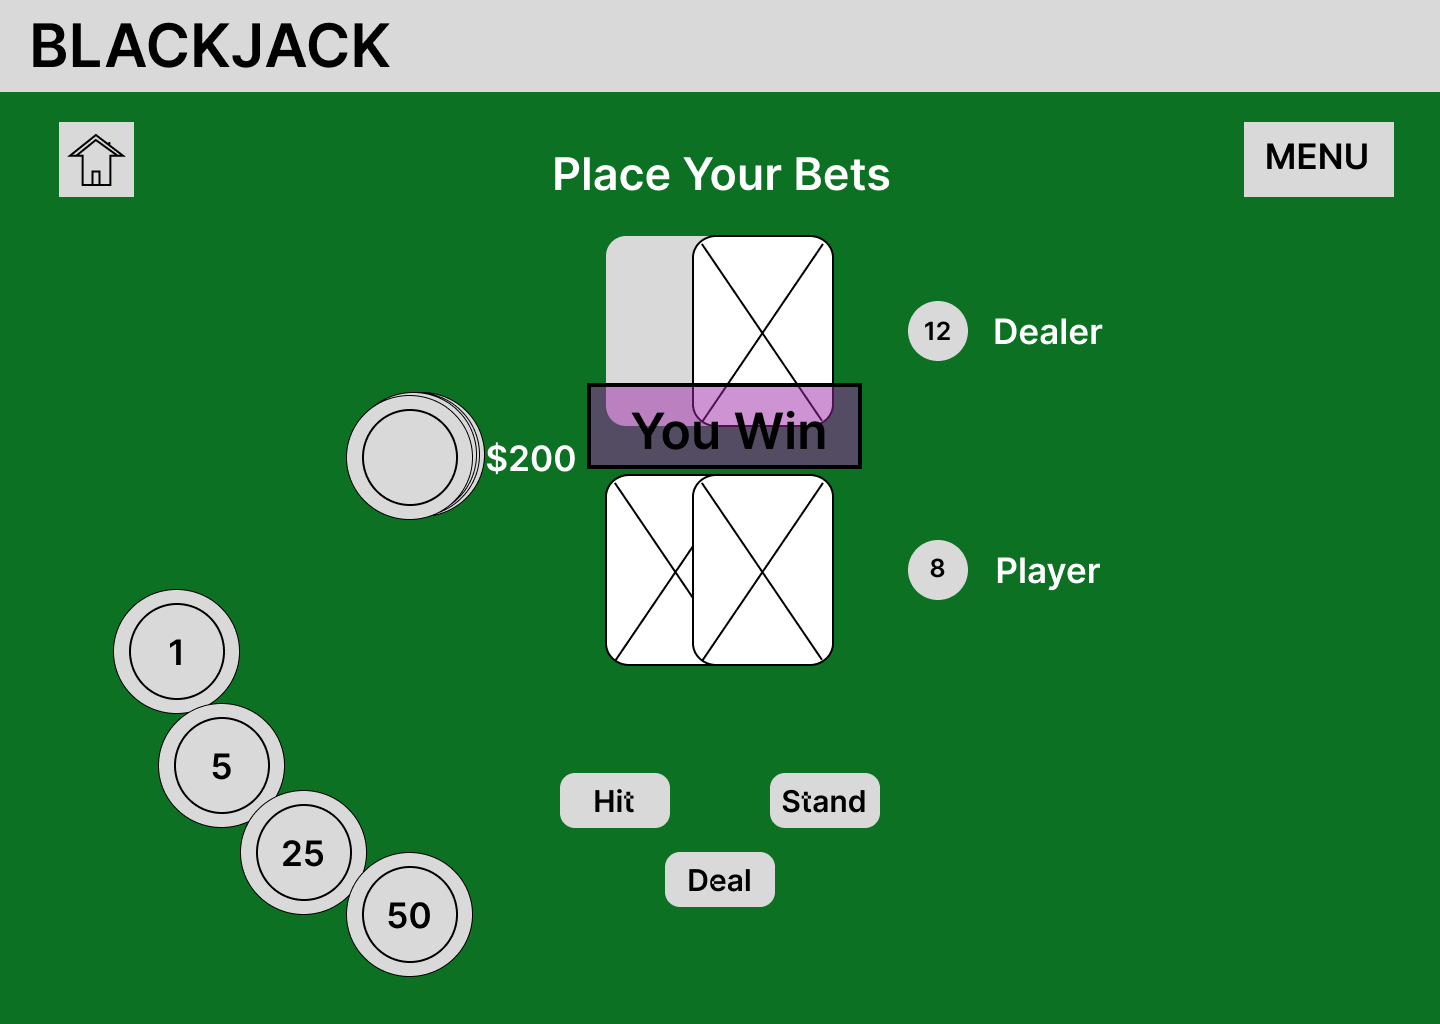 BLACKJACK
MENU
Place Your Bets
12 Dealer
You Win
$200
8 Player
1
5
25
50
Hit
Stand
Deal